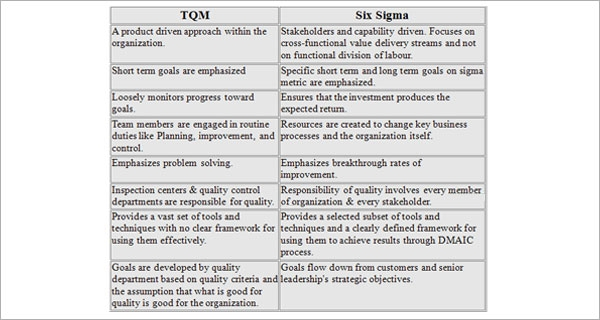 TQM
Six Sigma
A product driven approach within the
organization.
Stakeholders and capability driven. Focuses on
cross-functional value delivery streams and not
on functional division of labour.
Short term goals are emphasized
Specific short term and long term goals on sigma
metric are emphasized.
Loosely monitors progress toward
goals.
Ensures that the investment produces the
expected return.
Team members are engaged in routine
duties like Planning, improvement, and
control.
Resources are created to change key business
processes and the organization itself.
Emphasizes problem solving.
Emphasizes breakthrough rates of
improvement.
Inspection centers & quality control
departments are responsible for quality.
Responsibility of quality involves every member
of organization & every stakeholder.
Provides a vast set of tools and
techniques with no clear framework for
using them effectively.
Provides a selected subset of tools and
techniques and a clearly defined framework for
using them to achieve results through DMAIC
process.
Goals are developed by quality
department based on quality criteria and
the assumption that what is good for
quality is good for the organization.
Goals flow down from customers and senior
leadership's strategic objectives.